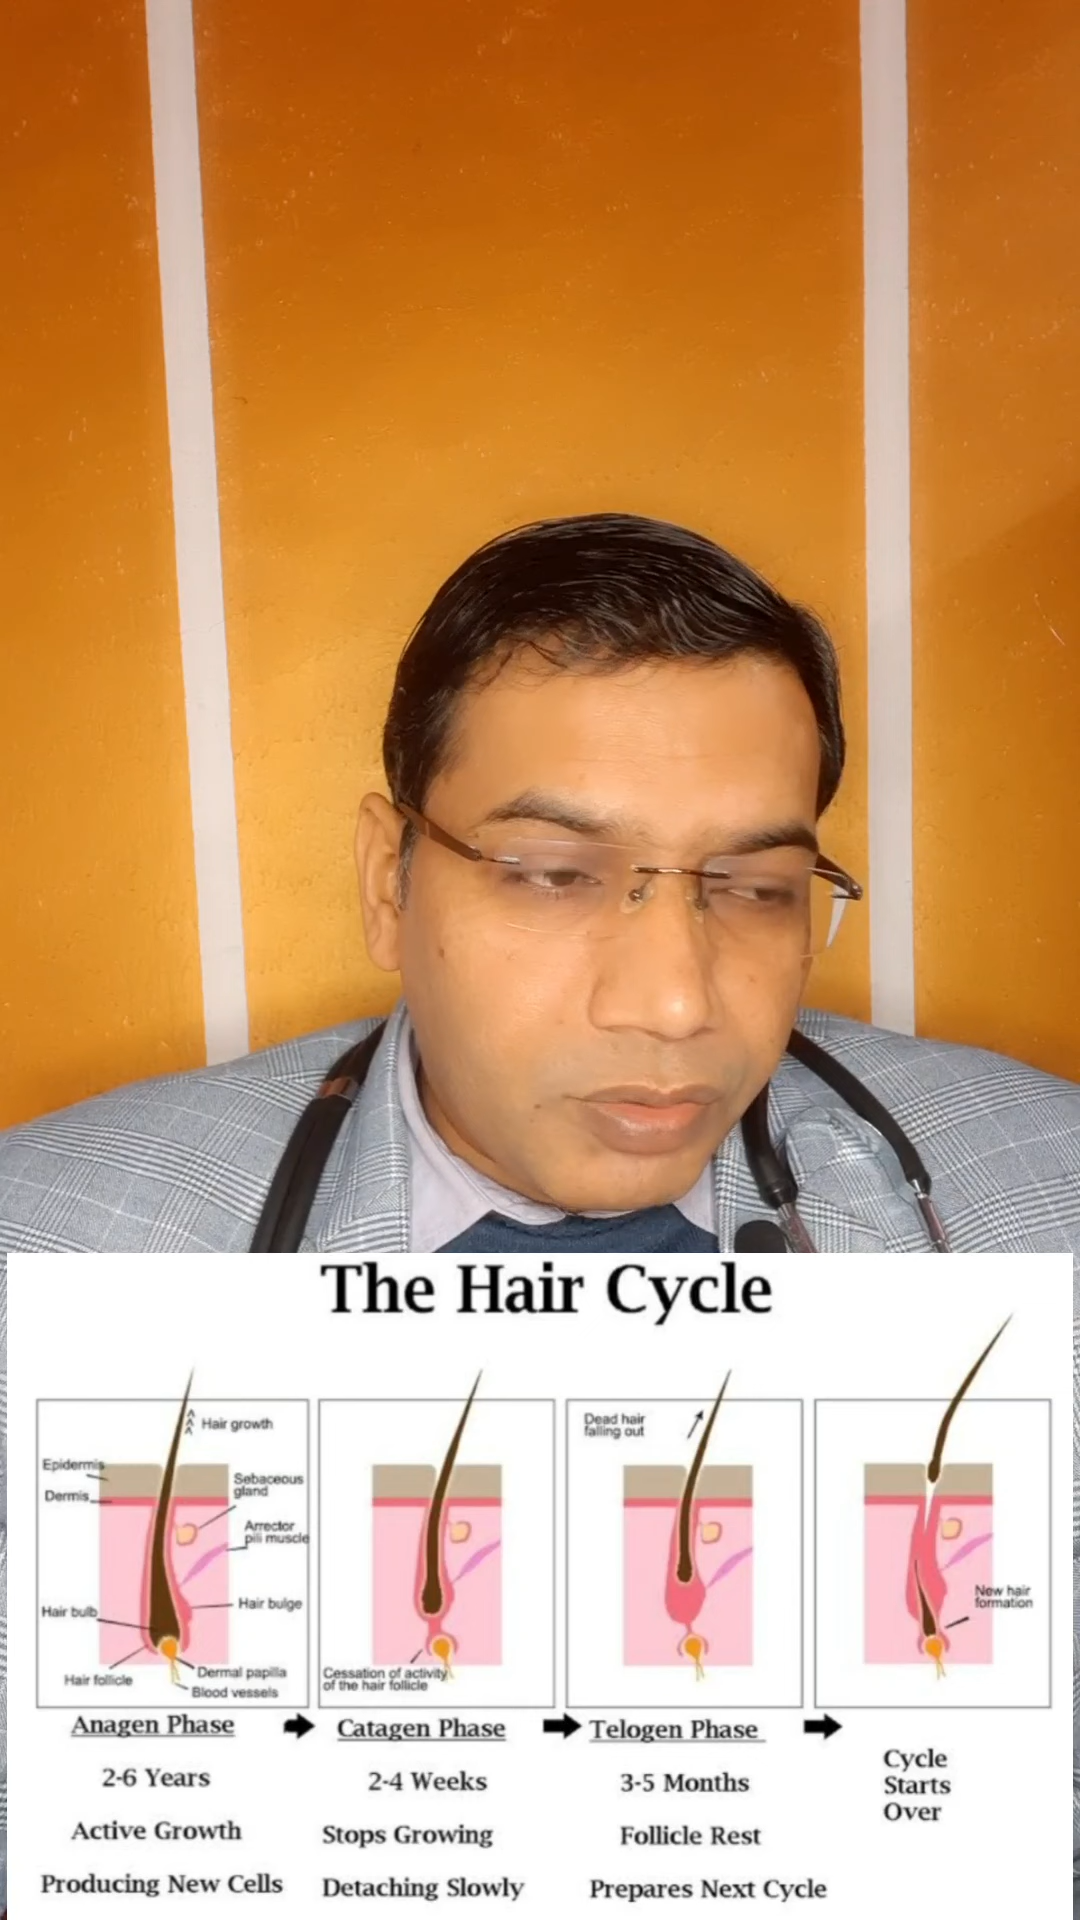 The Hair Cycle
Hair growth
Epidermis
Sebaceous
gland
Dermis
Arrector
pili muscle
Hair bulge
Hair bulb
Hair follicle
Dermal papilla
Blood vessels
Cessation of activity
of the hair follicle
Dead hair
falling out
New hair
formation
Anagen Phase
2-6 Years
Active Growth
Producing New Cells
Catagen Phase
2-4 Weeks
Stops Growing
Detaching Slowly
Telogen Phase
3-5 Months
Follicle Rest
Prepares Next Cycle
Cycle
Starts
Over